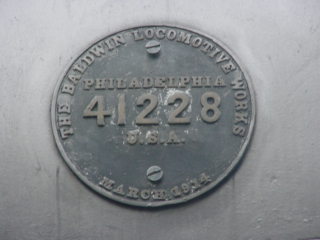 THE BALDWIN LOCOMOTIVE WORKS
PHILADELPHIA
41228
U.S.A.
MARCH, 1914